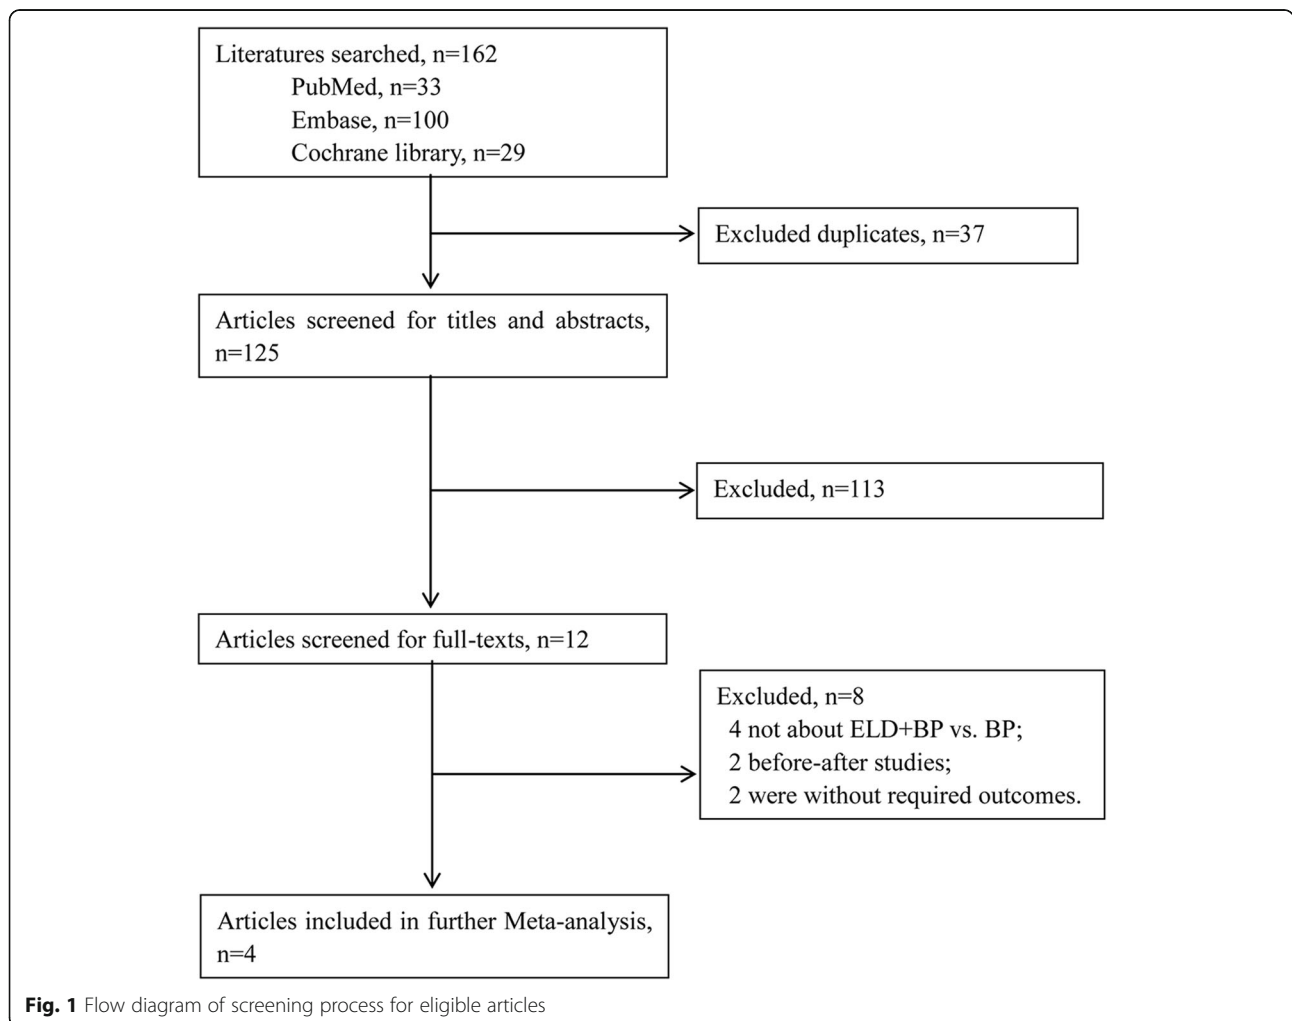 Literatures searched, n=162
PubMed, n=33
Embase, n=100
Cochrane library, n=29
Excluded duplicates, n=37
Articles screened for titles and abstracts,
n=125
Excluded, n=113
Articles screened for full-texts, n=12
Excluded, n=8
4 not about ELD+BP vs. BP;
2 before-after studies;
2 were without required outcomes.
Articles included in further Meta-analysis,
n=4
Fig. 1 Flow diagram of screening process for eligible articles